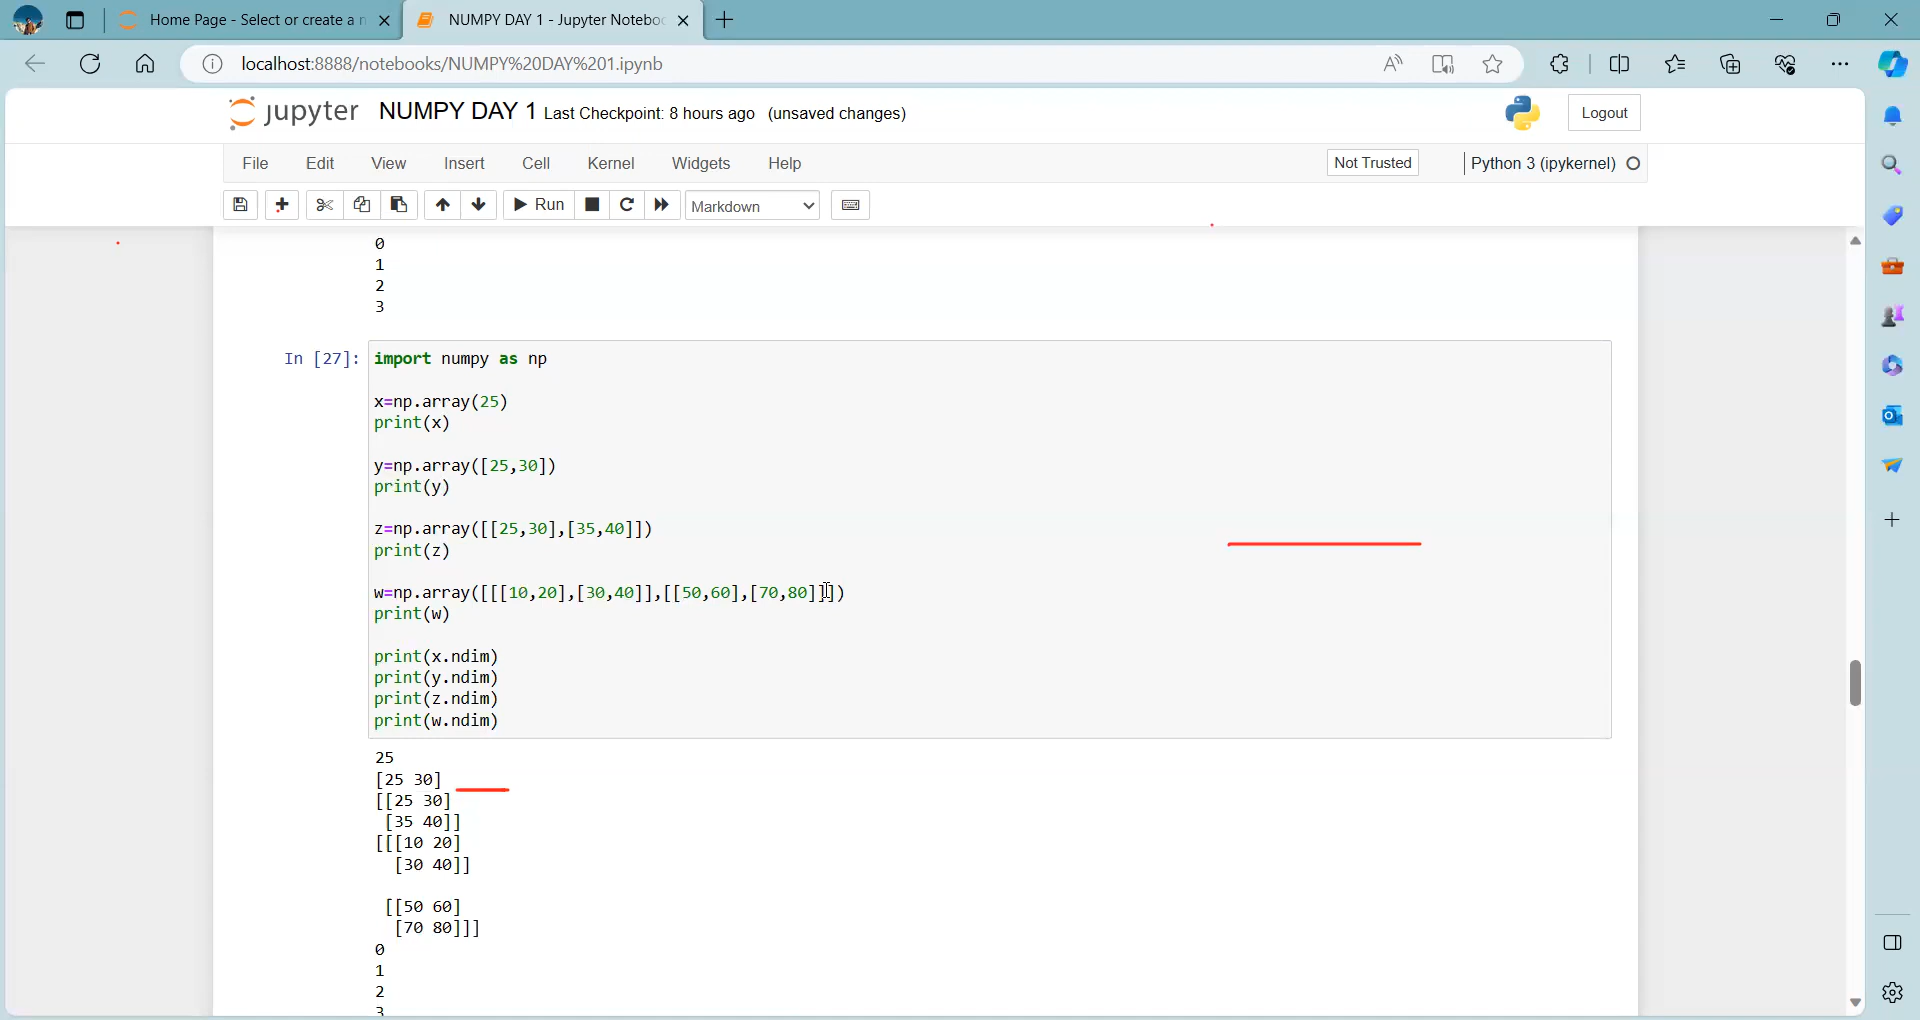 Home Page - Select or create a n
NUMPY DAY 1 - Jupyter Noteboo
localhost:8888/notebooks/NUMPY%20DAY%201.ipynb
jupyter NUMPY DAY 1 Last Checkpoint: 8 hours ago (unsaved changes)
Logout
File Edit View Insert Cell Kernel Widgets Help
Not Trusted
Python 3 (ipykernel)
Run
Markdown
0
1
2
3
In [27]:
import numpy as np
x=np.array(25)
print(x)
y=np.array([25,30])
print(y)
z=np.array([[25,30],[35,40]])
print(z)
w=np.array([[[10,20],[30,40]],[[50,60],[70,80]]])
print(w)
print(x.ndim)
print(y.ndim)
print(z.ndim)
print(w.ndim)
25
[25 30]
[[25 30]
[35 40]]
[[[10 20]
[30 40]]
[[50 60]
[70 80]]]
0
1
2
3